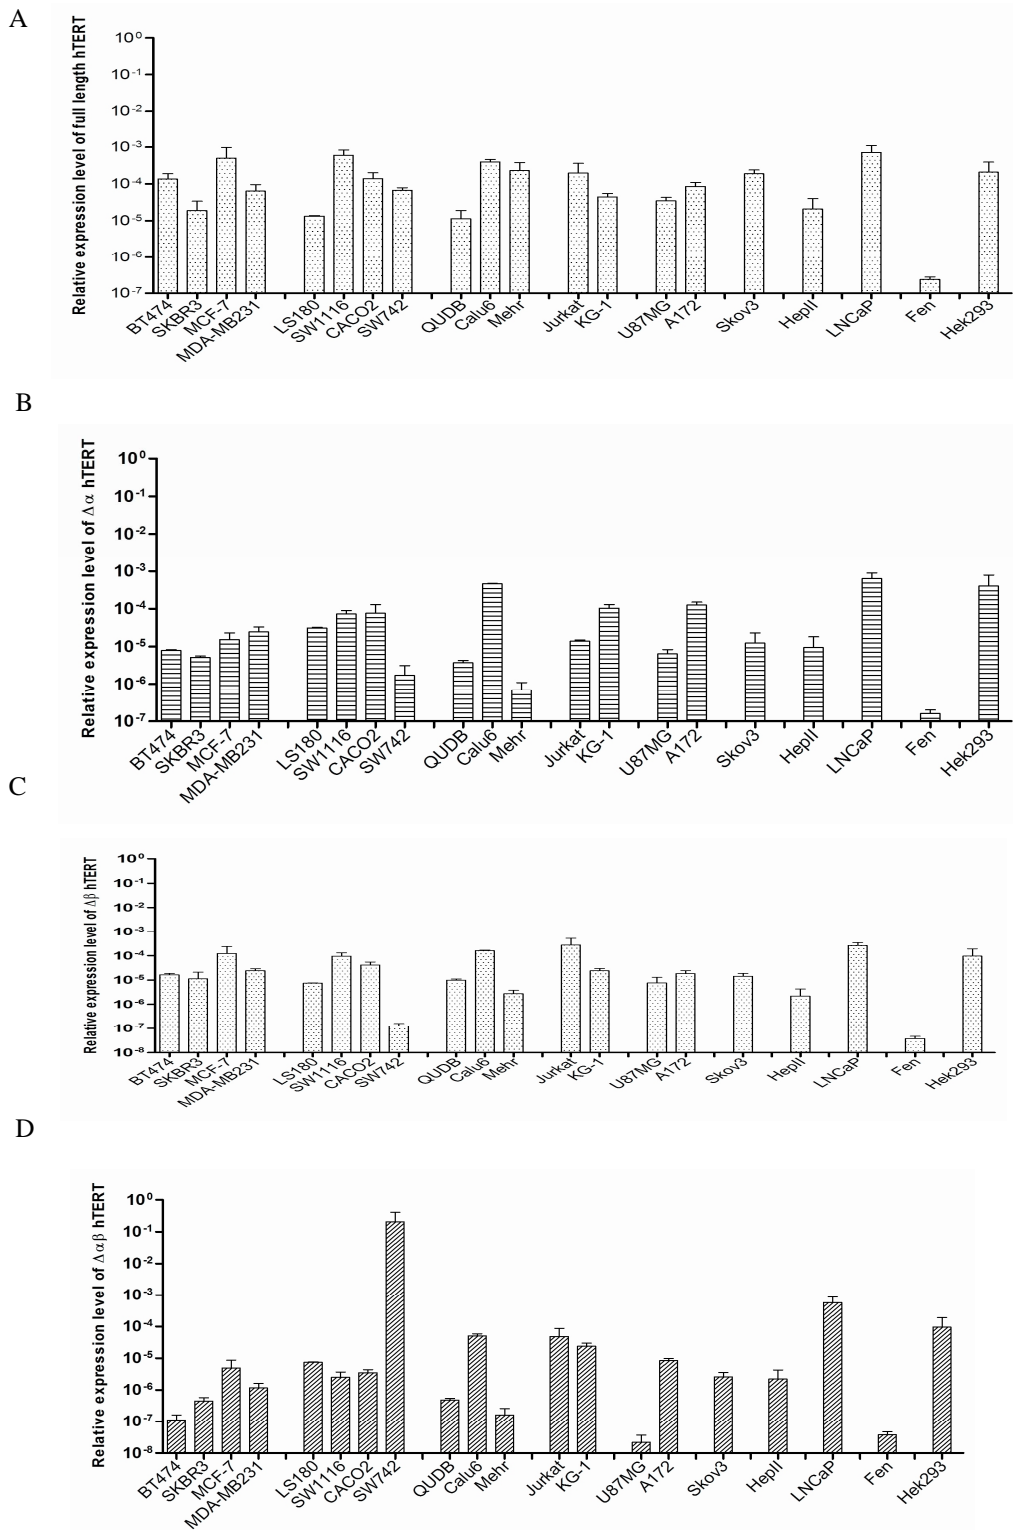 A
Relative expression level of full length hTERT
10⁰
10⁻¹
10⁻²
10⁻³
10⁻⁴
10⁻⁵
10⁻⁶
10⁻⁷
BT474 SKBR3 MCF-7 MDA-MB231 LS180 SW1116 CACO2 SW742 QUDB Calu6 Mehr Jurkat KG-1 U87MG A172 Skov3 HepII LNCaP Fen Hek293
B
Relative expression level of Δα hTERT
10⁰
10⁻¹
10⁻²
10⁻³
10⁻⁴
10⁻⁵
10⁻⁶
10⁻⁷
BT474 SKBR3 MCF-7 MDA-MB231 LS180 SW1116 CACO2 SW742 QUDB Calu6 Mehr Jurkat KG-1 U87MG A172 Skov3 HepII LNCaP Fen Hek293
C
Relative expression level of Δβ hTERT
10⁰
10⁻¹
10⁻²
10⁻³
10⁻⁴
10⁻⁵
10⁻⁶
10⁻⁷
10⁻⁸
BT474 SKBR3 MCF-7 MDA-MB231 LS180 SW1116 CACO2 SW742 QUDB Calu6 Mehr Jurkat KG-1 U87MG A172 Skov3 HepII LNCaP Fen Hek293
D
Relative expression level of Δαβ hTERT
10⁰
10⁻¹
10⁻²
10⁻³
10⁻⁴
10⁻⁵
10⁻⁶
10⁻⁷
10⁻⁸
BT474 SKBR3 MCF-7 MDA-MB231 LS180 SW1116 CACO2 SW742 QUDB Calu6 Mehr Jurkat KG-1 U87MG A172 Skov3 HepII LNCaP Fen Hek293